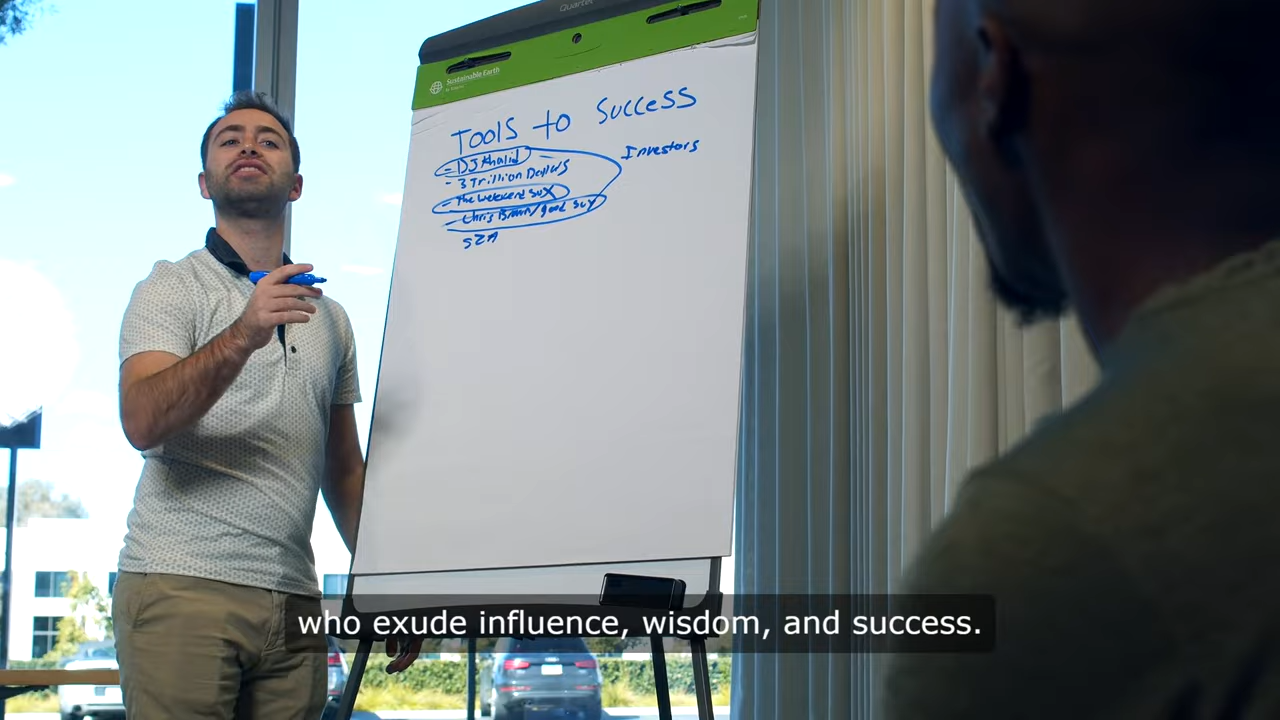 Quartet
Sustainable Earth
TOOLS to Success
- DJ Khalid
Investors
- 3 Trillion Dollars
- The Weekend
- Chris Brown/good guy
SZA
who exude influence, wisdom, and success.